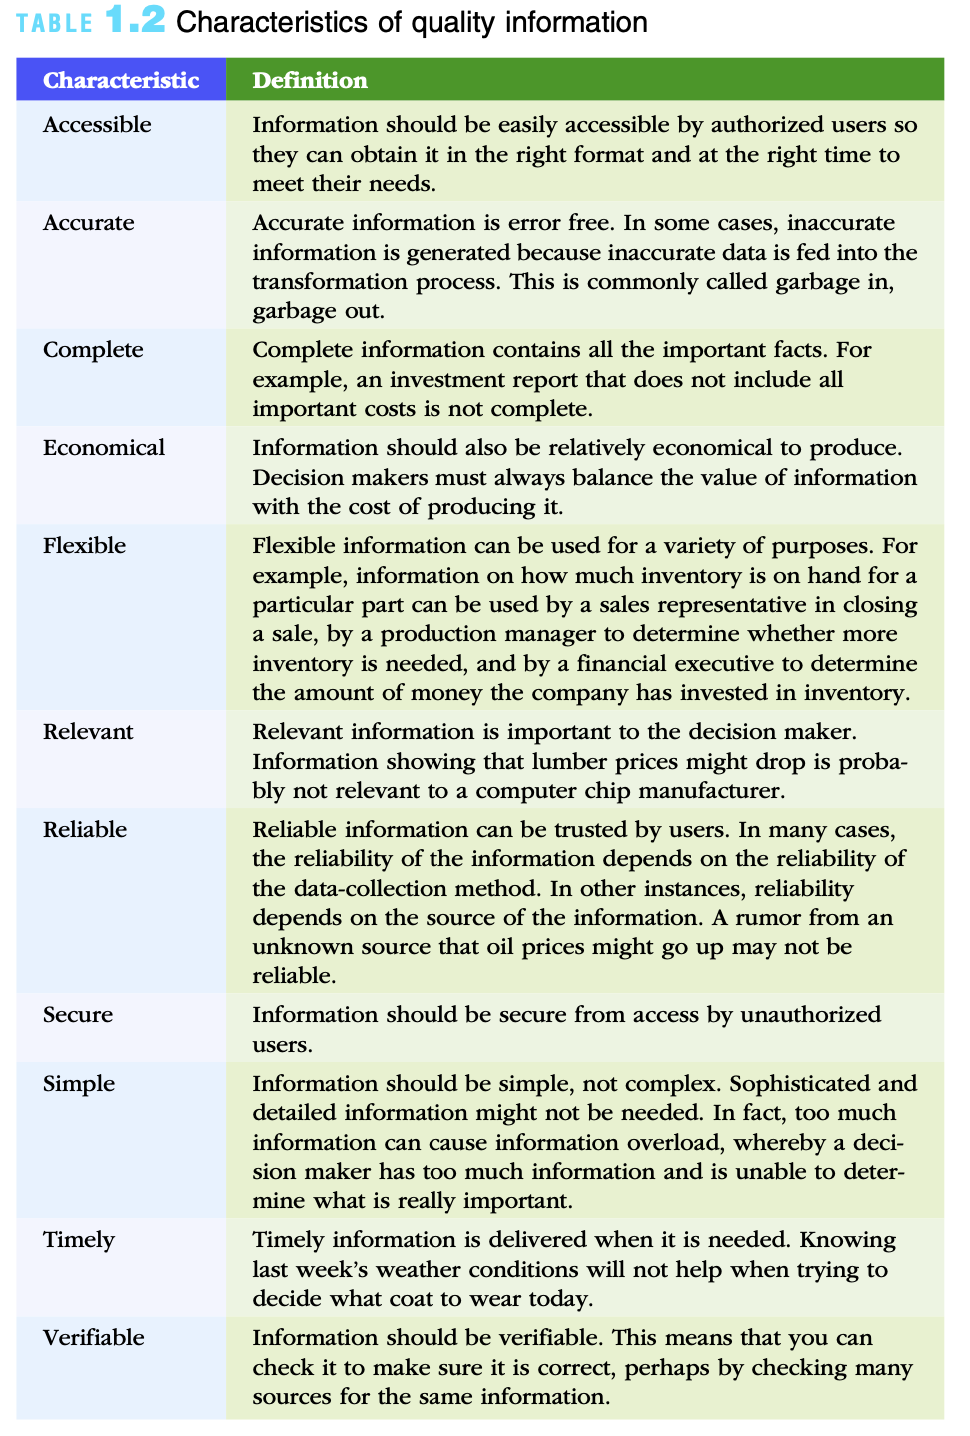 TABLE 1.2 Characteristics of quality information
Characteristic Definition
Accessible Information should be easily accessible by authorized users so
they can obtain it in the right format and at the right time to
meet their needs.
Accurate Accurate information is error free. In some cases, inaccurate
information is generated because inaccurate data is fed into the
transformation process. This is commonly called garbage in,
garbage out.
Complete Complete information contains all the important facts. For
example, an investment report that does not include all
important costs is not complete.
Economical Information should also be relatively economical to produce.
Decision makers must always balance the value of information
with the cost of producing it.
Flexible Flexible information can be used for a variety of purposes. For
example, information on how much inventory is on hand for a
particular part can be used by a sales representative in closing
a sale, by a production manager to determine whether more
inventory is needed, and by a financial executive to determine
the amount of money the company has invested in inventory.
Relevant Relevant information is important to the decision maker.
Information showing that lumber prices might drop is proba-
bly not relevant to a computer chip manufacturer.
Reliable Reliable information can be trusted by users. In many cases,
the reliability of the information depends on the reliability of
the data-collection method. In other instances, reliability
depends on the source of the information. A rumor from an
unknown source that oil prices might go up may not be
reliable.
Secure Information should be secure from access by unauthorized
users.
Simple Information should be simple, not complex. Sophisticated and
detailed information might not be needed. In fact, too much
information can cause information overload, whereby a deci-
sion maker has too much information and is unable to deter-
mine what is really important.
Timely Timely information is delivered when it is needed. Knowing
last week's weather conditions will not help when trying to
decide what coat to wear today.
Verifiable Information should be verifiable. This means that you can
check it to make sure it is correct, perhaps by checking many
sources for the same information.